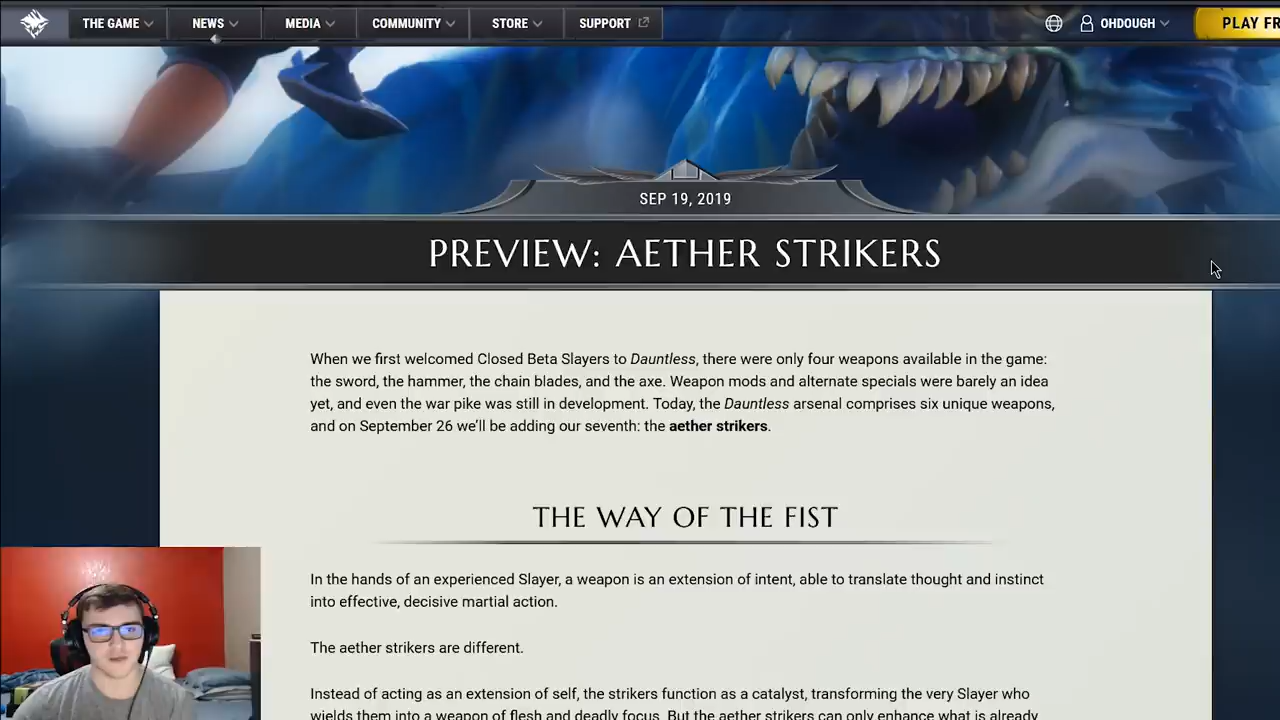 THE GAME NEWS MEDIA COMMUNITY STORE SUPPORT OHDOUGH PLAY FR
SEP 19, 2019
PREVIEW: AETHER STRIKERS
When we first welcomed Closed Beta Slayers to Dauntless, there were only four weapons available in the game:
the sword, the hammer, the chain blades, and the axe. Weapon mods and alternate specials were barely an idea
yet, and even the war pike was still in development. Today, the Dauntless arsenal comprises six unique weapons,
and on September 26 we'll be adding our seventh: the aether strikers.
THE WAY OF THE FIST
In the hands of an experienced Slayer, a weapon is an extension of intent, able to translate thought and instinct
into effective, decisive martial action.
The aether strikers are different.
Instead of acting as an extension of self, the strikers function as a catalyst, transforming the very Slayer who
wields them into a weapon of flesh and deadly focus. But the aether strikers can only enhance what is already